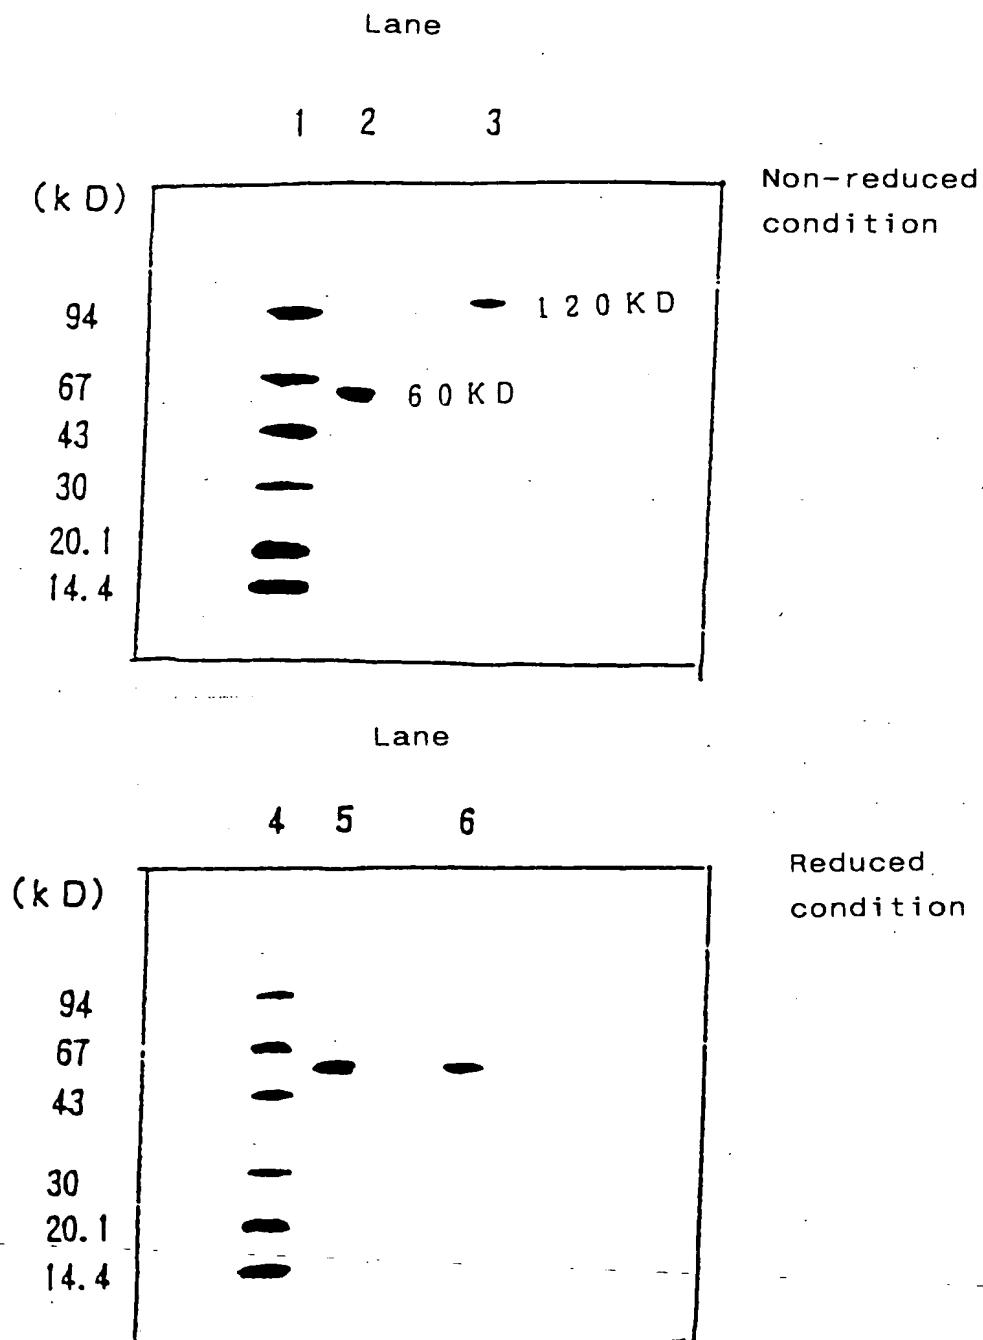 Lane
1 2 3
(kD)
Non-reduced
condition
94
120KD
67
60KD
43
30
20.1
14.4
Lane
4 5 6
(kD)
Reduced
condition
94
67
43
30
20.1
14.4